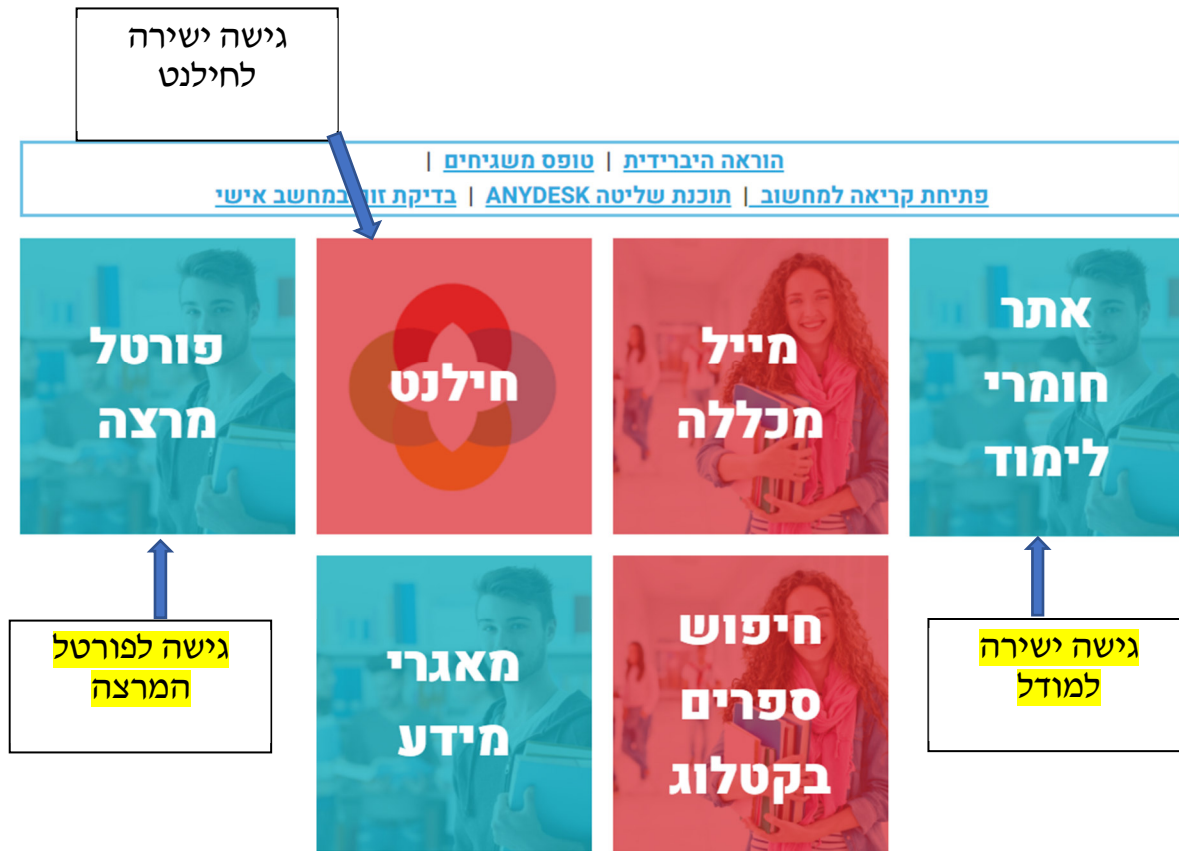 גישה ישירה
לחילנט
הוראה היברידית | טופס משגיחים |
פתיחת קריאה למחשוב | תוכנת שליטה ANYDESK | בדיקת זום במחשב אישי
אתר
חומרי
לימוד
מייל
מכללה
חילנט
פורטל
מרצה
גישה ישירה
למודל
חיפוש
ספרים
בקטלוג
מאגרי
מידע
גישה לפורטל
המרצה